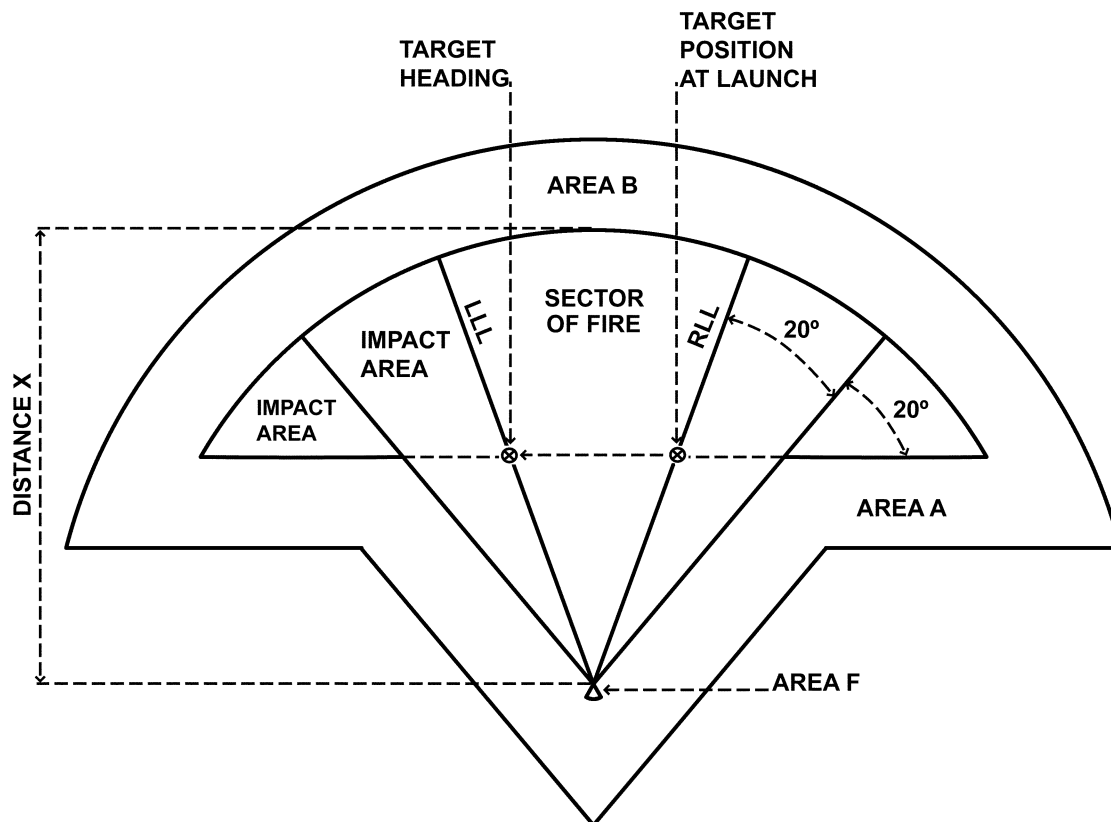 TARGET
HEADING
TARGET
POSITION
AT LAUNCH
AREA B
SECTOR
OF FIRE
LLL
RLL
20º
IMPACT
AREA
20º
IMPACT
AREA
DISTANCE X
AREA A
AREA F